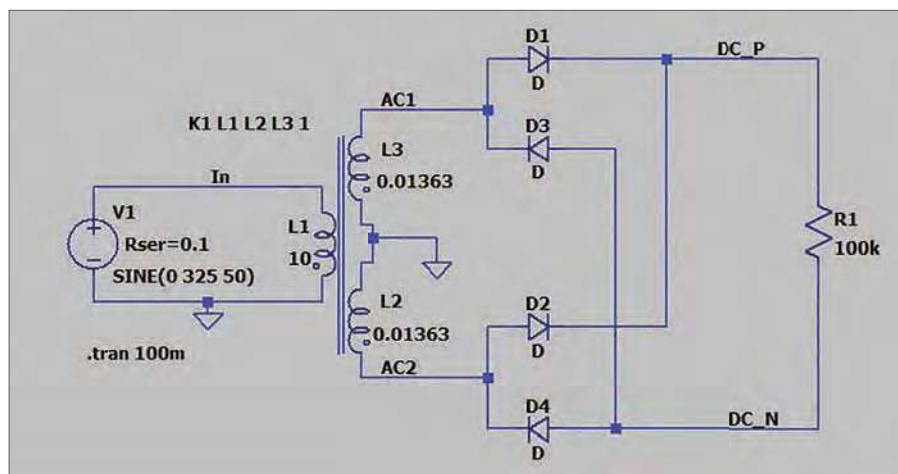 D1
D
DC_P
AC1
D3
D
K1 L1 L2 L3 1
L3
0.01363
In
V1
Rser=0.1
SINE(0 325 50)
L1
10
R1
100k
L2
0.01363
D2
D
.tran 100m
AC2
D4
D
DC_N